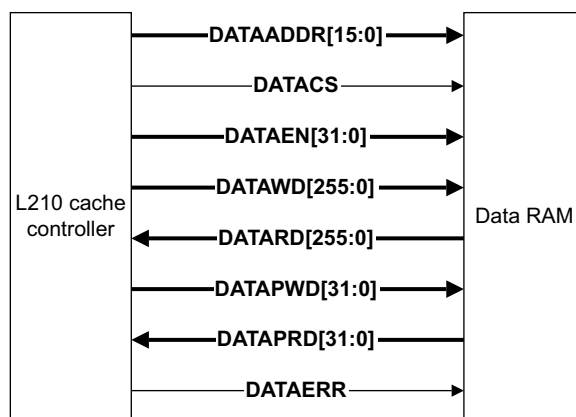 DATAADDR[15:0]
DATACS
DATAEN[31:0]
DATAWD[255:0]
L210 cache
controller
Data RAM
DATARD[255:0]
DATAPWD[31:0]
DATAPRD[31:0]
DATAERR